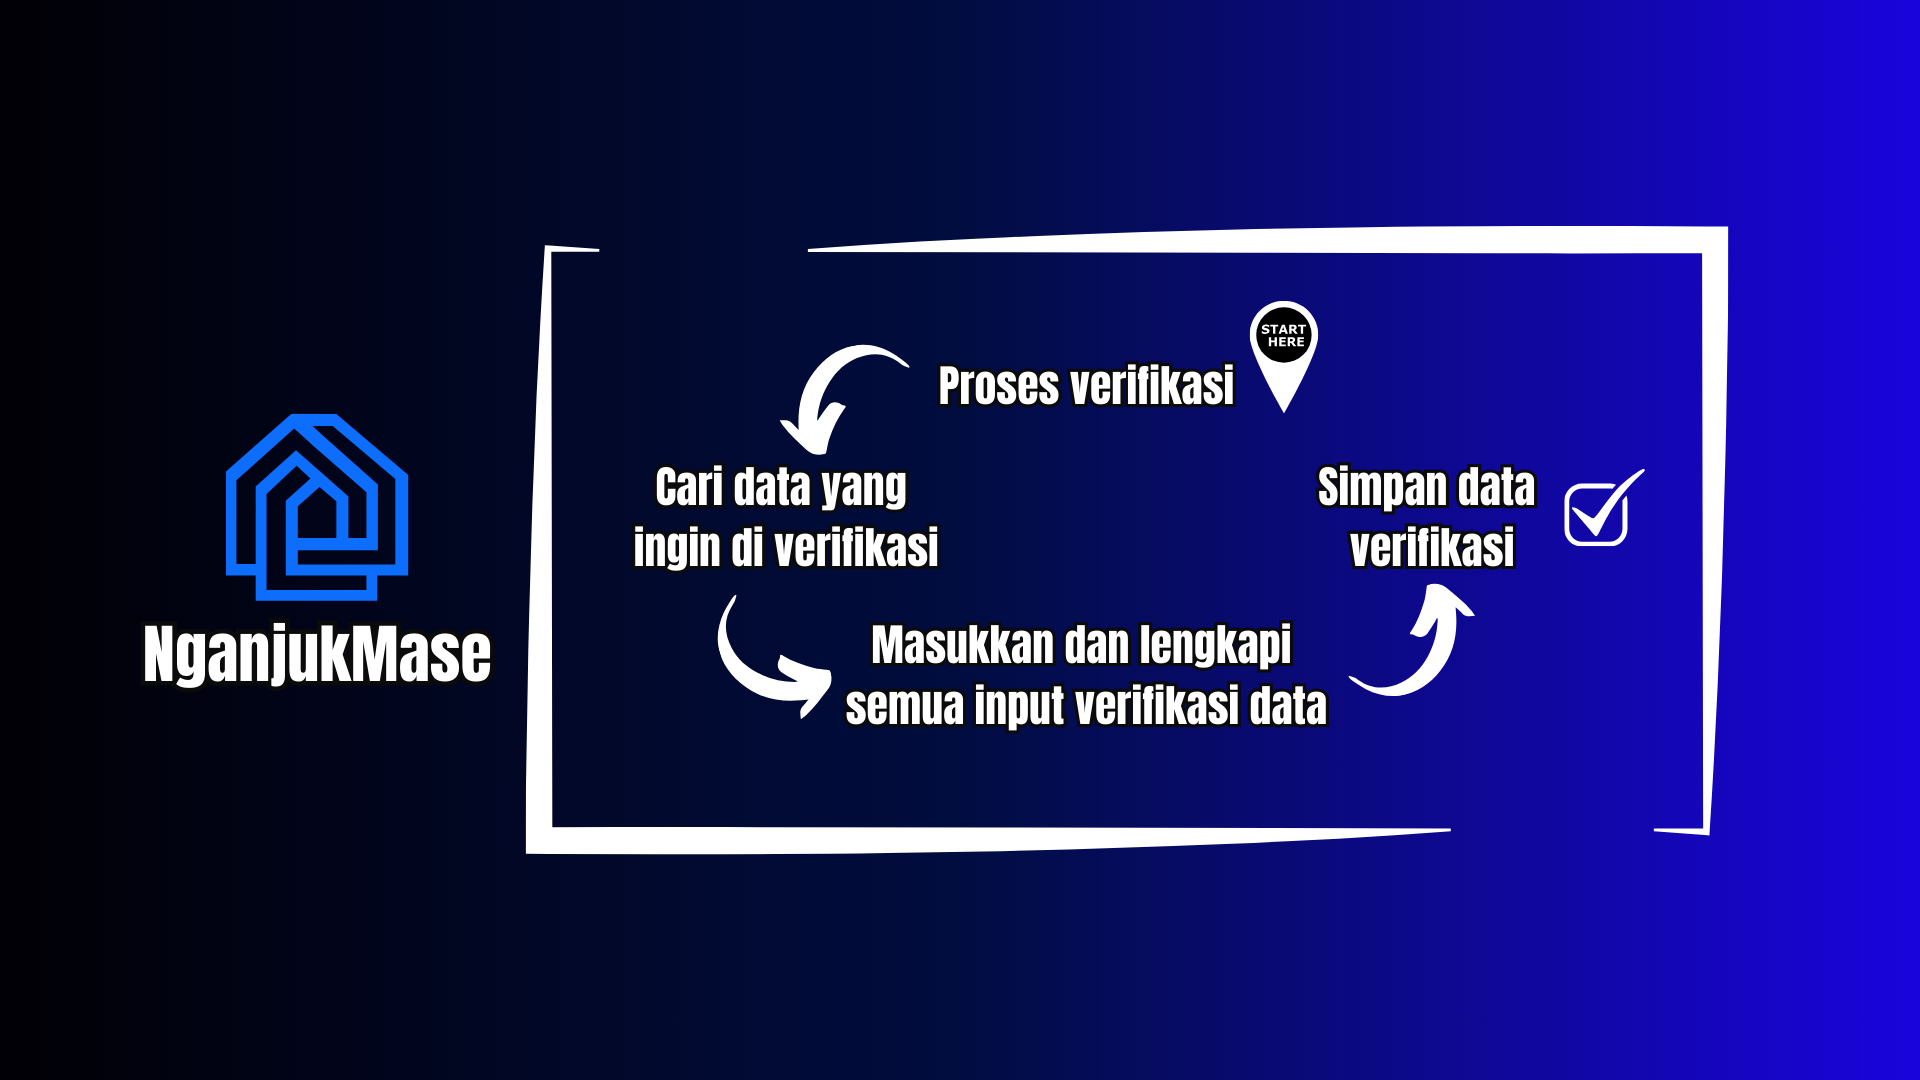 START
HERE
Proses verifikasi
Cari data yang
ingin di verifikasi
Masukkan dan lengkapi
semua input verifikasi data
Simpan data
verifikasi
NganjukMase